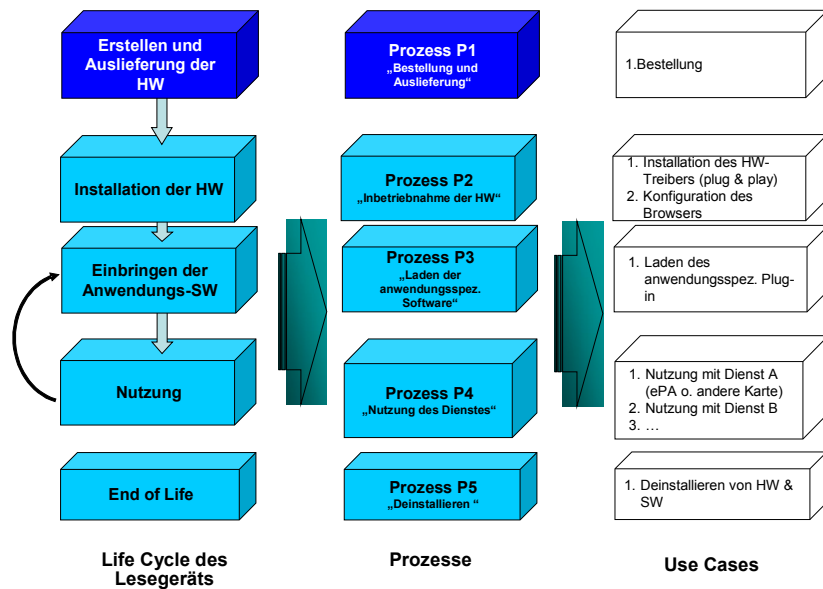 Erstellen und
Auslieferung der
HW
Installation der HW
Einbringen der
Anwendungs-SW
Nutzung
End of Life
Life Cycle des
Lesegeräts
Prozess P1
„Bestellung und
Auslieferung“
Prozess P2
„Inbetriebnahme der HW“
Prozess P3
„Laden der
anwendungsspez.
Software“
Prozess P4
„Nutzung des Dienstes“
Prozess P5
„Deinstallieren “
Prozesse
1.Bestellung
1. Installation des HW-
Treibers (plug & play)
2. Konfiguration des
Browsers
1. Laden des
anwendungsspez. Plug-
in
1. Nutzung mit Dienst A
(ePA o. andere Karte)
2. Nutzung mit Dienst B
3. …
1. Deinstallieren von HW &
SW
Use Cases